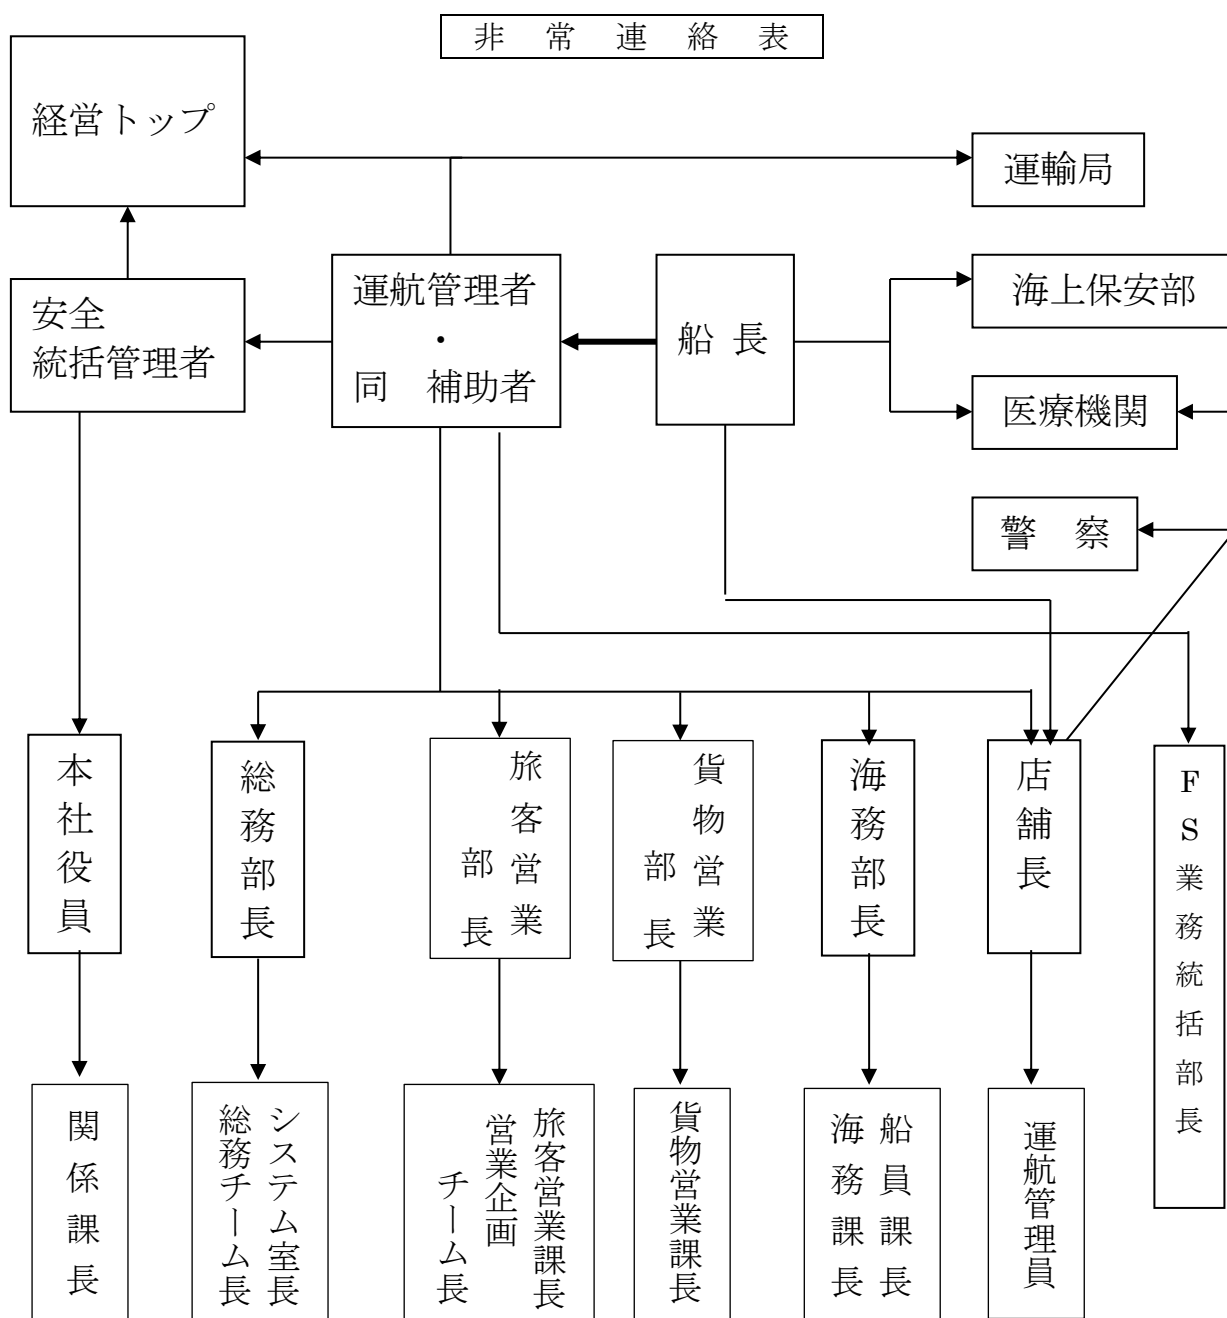 非 常 連 絡 表
経営トップ
運輸局
運航管理者
・
同 補助者
船 長
海上保安部
安全
統括管理者
医療機関
警 察
本社役員
総務部長
旅客営業
部長
貨物営業
部長
海務部長
店舗長
FS業務統括部長
関係課長
システム室長
総務チーム長
旅客営業課長
営業企画
チーム長
貨物営業課長
船員課長
海務課長
運航管理員